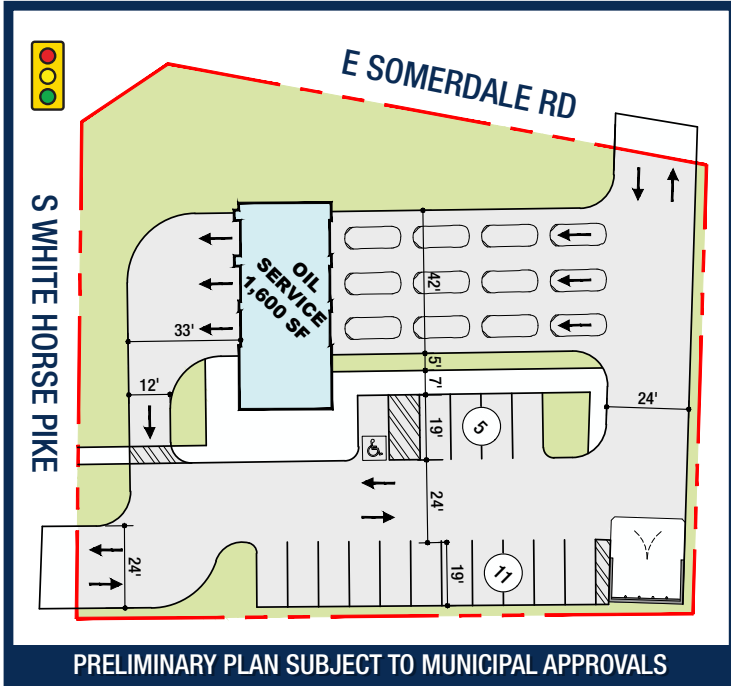 E SOMERDALE RD
S WHITE HORSE PIKE
OIL
SERVICE
1,600 SF
42'
33'
5'
7'
12'
24'
19'
5
24'
24'
19'
11
PRELIMINARY PLAN SUBJECT TO MUNICIPAL APPROVALS